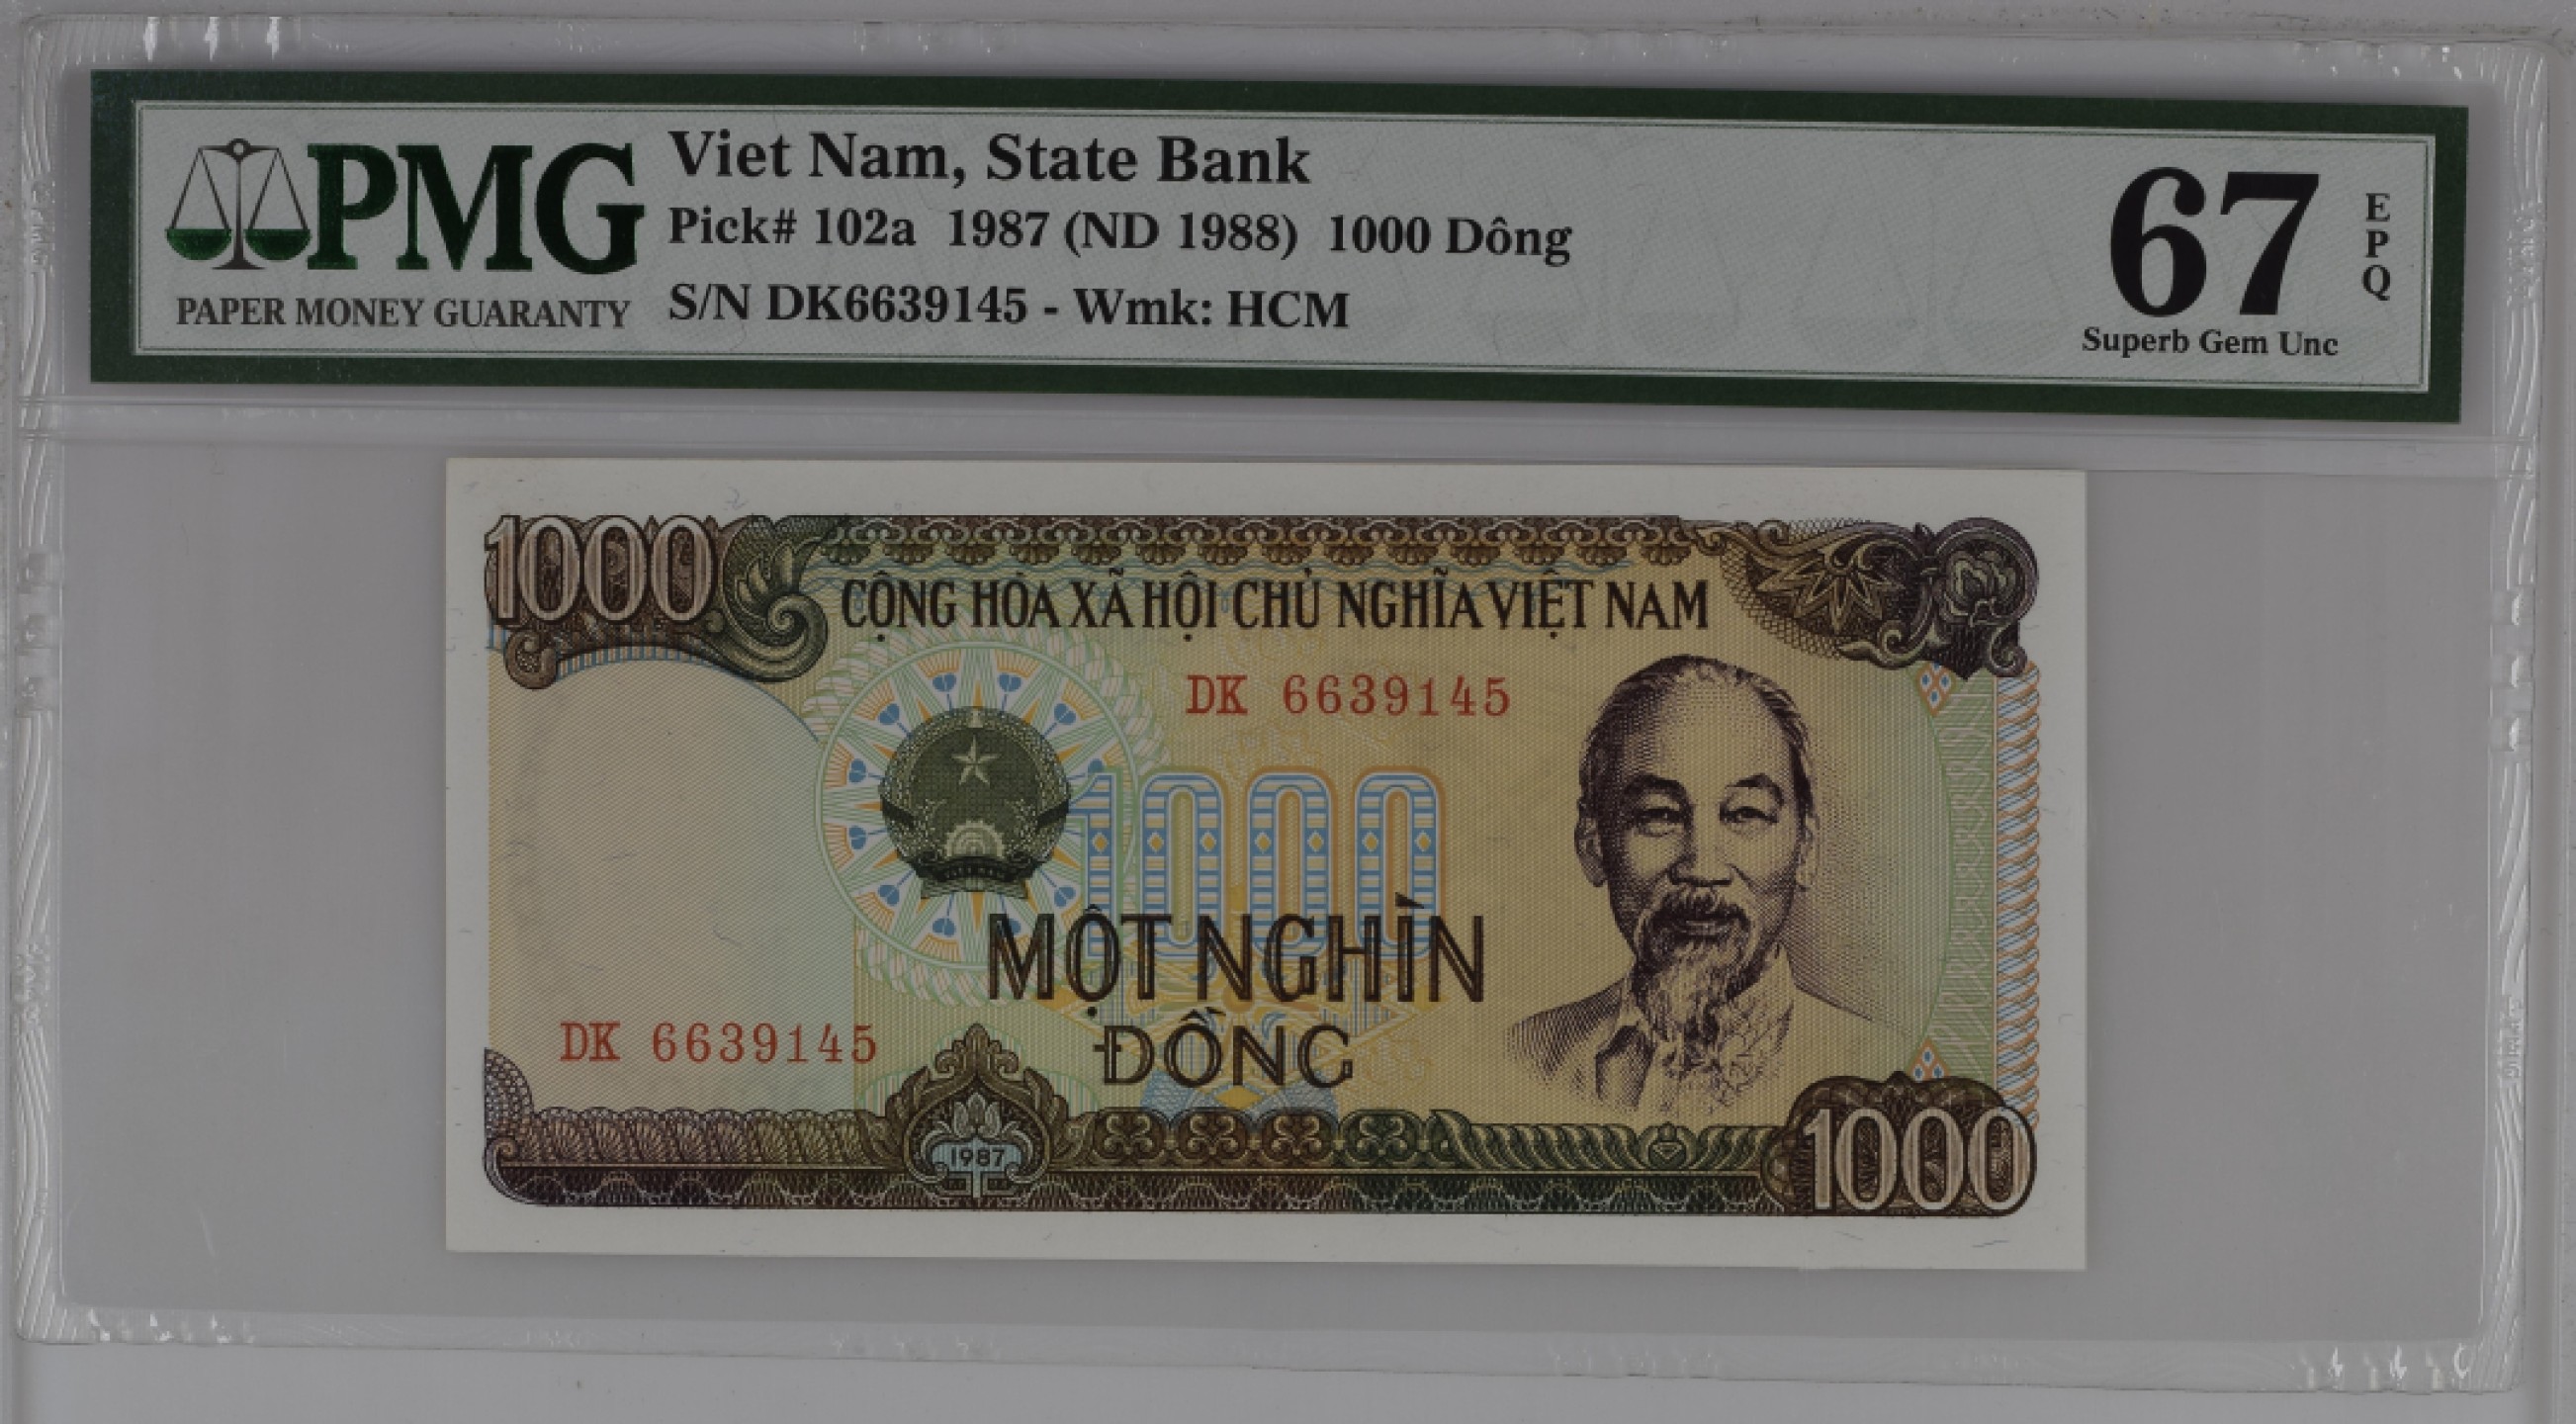 PMG
PAPER MONEY GUARANTY
Viet Nam, State Bank
Pick# 102a 1987 (ND 1988) 1000 Dông
S/N DK6639145 - Wmk: HCM
67
EPQ
Superb Gem Unc
1000
CỘNG HÒA XÃ HỘI CHỦ NGHĨA VIỆT NAM
DK 6639145
1000
MỘT NGHÌN
ĐỒNG
DK 6639145
1987
1000